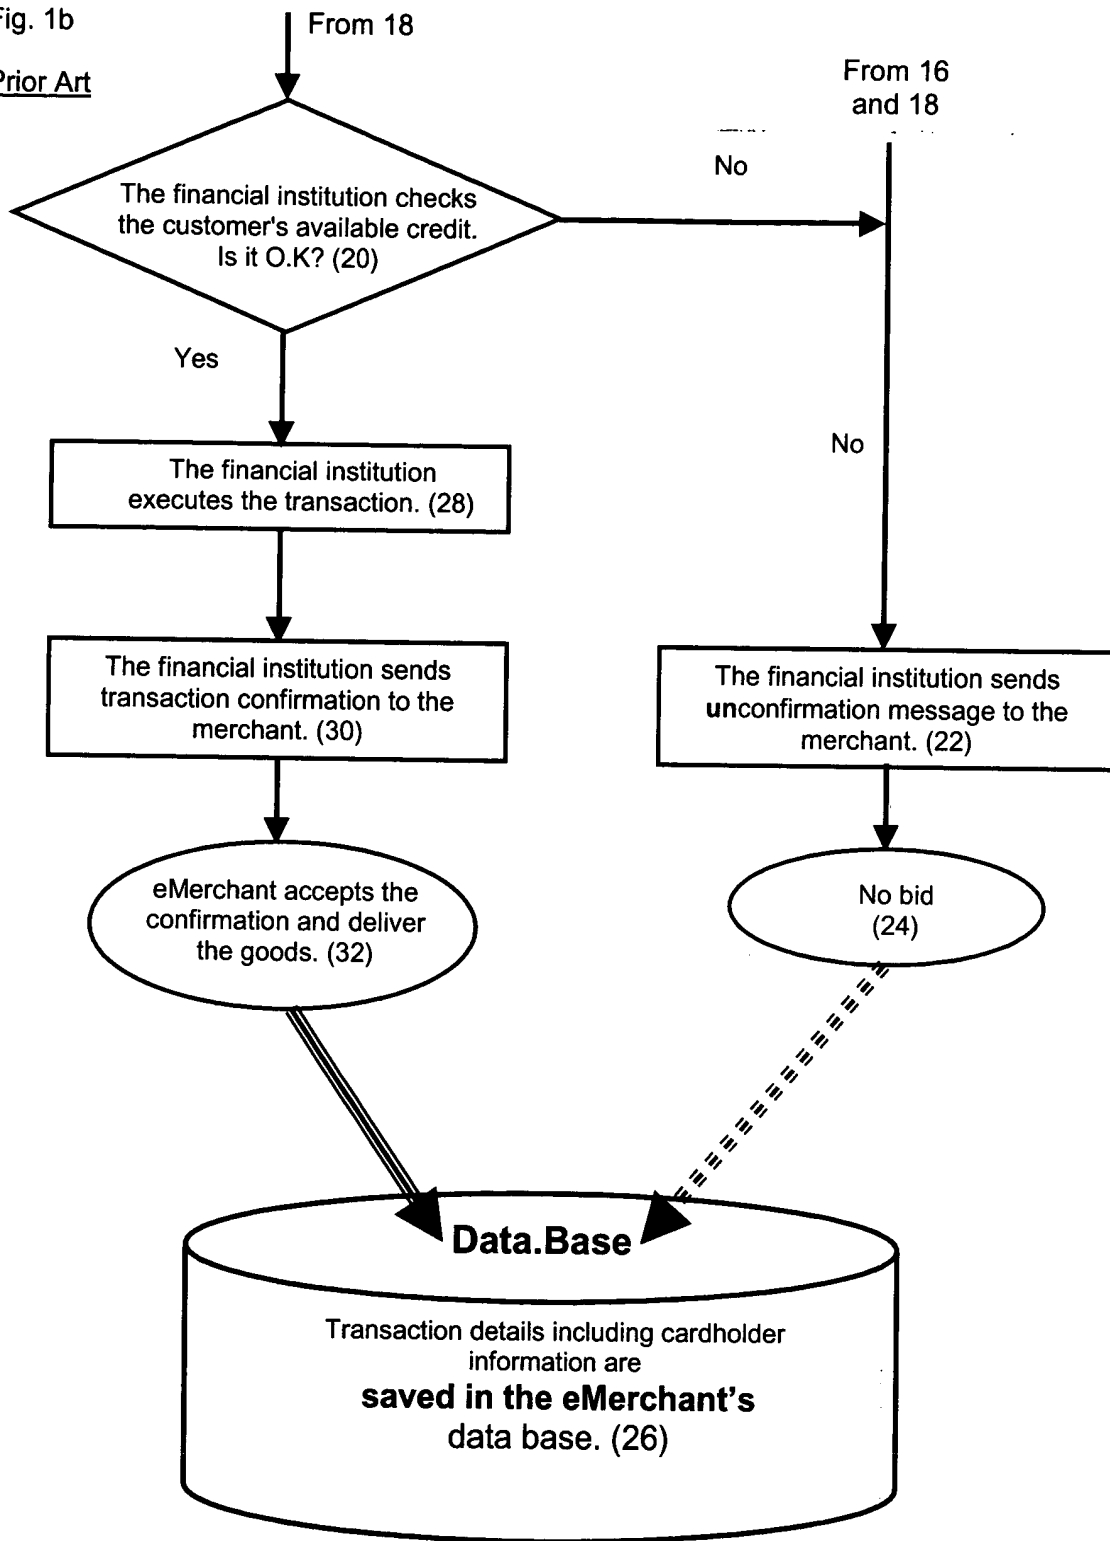 Fig. 1b
Prior Art
From 18
From 16
and 18
The financial institution checks
the customer's available credit.
Is it O.K? (20)
No
Yes
No
The financial institution
executes the transaction. (28)
The financial institution sends
transaction confirmation to the
merchant. (30)
The financial institution sends
unconfirmation message to the
merchant. (22)
eMerchant accepts the
confirmation and deliver
the goods. (32)
No bid
(24)
Data.Base
Transaction details including cardholder
information are
saved in the eMerchant's
data base. (26)